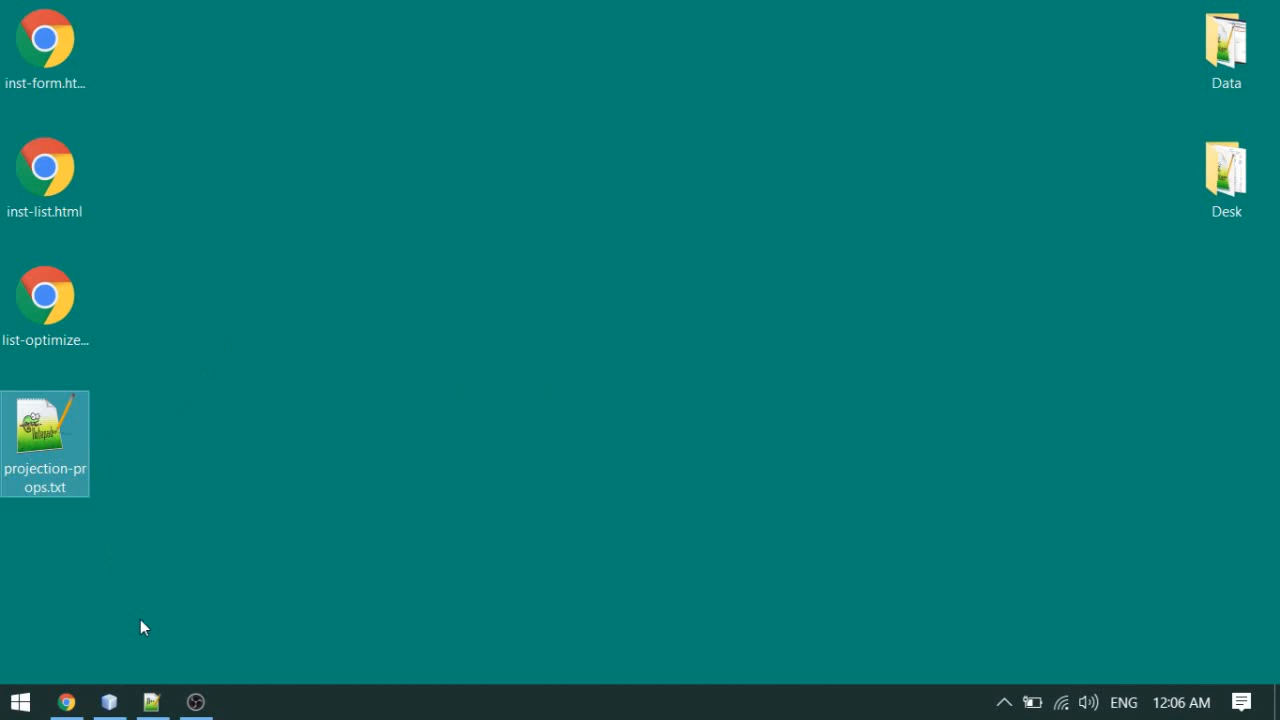 inst-form.ht...
Data
inst-list.html
Desk
list-optimize...
projection-pr
ops.txt
ENG
12:06 AM